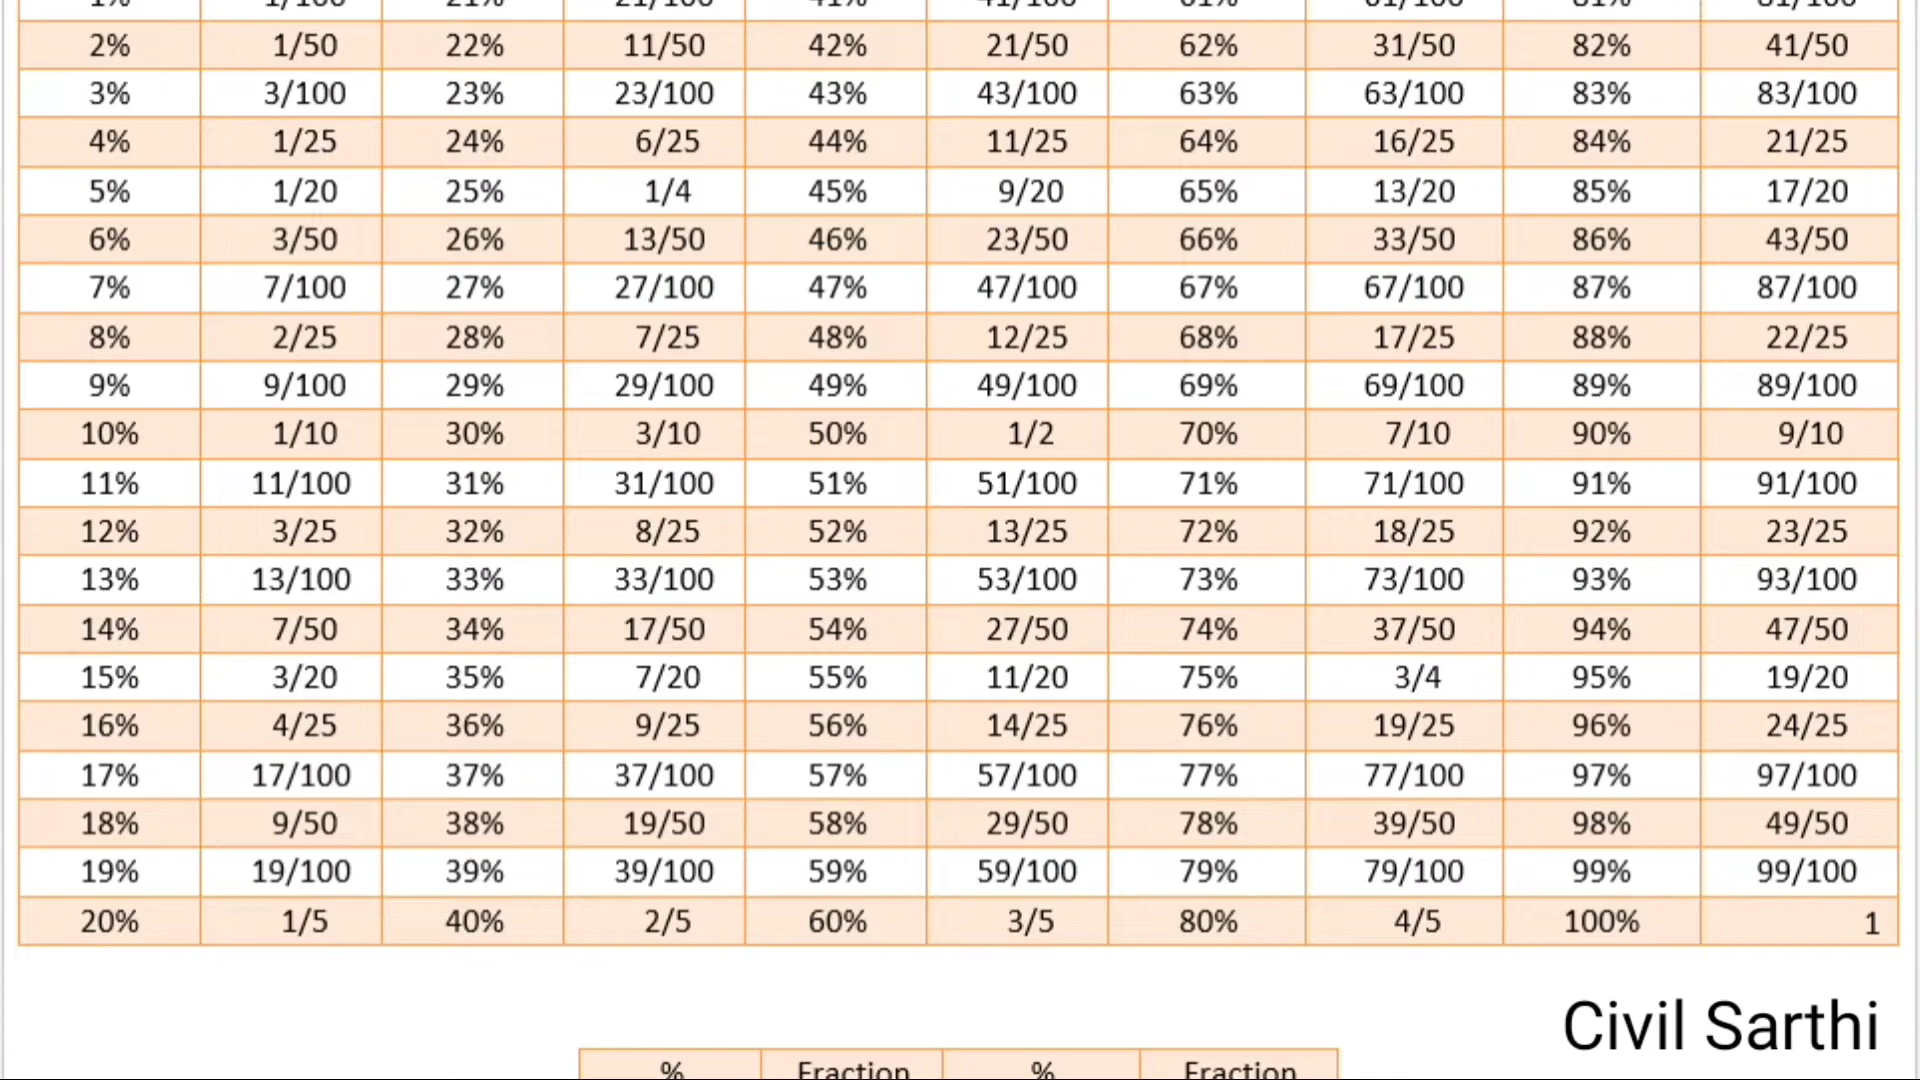 1% 1/100 21% 21/100 41% 41/100 61% 61/100 81% 81/100
2% 1/50 22% 11/50 42% 21/50 62% 31/50 82% 41/50
3% 3/100 23% 23/100 43% 43/100 63% 63/100 83% 83/100
4% 1/25 24% 6/25 44% 11/25 64% 16/25 84% 21/25
5% 1/20 25% 1/4 45% 9/20 65% 13/20 85% 17/20
6% 3/50 26% 13/50 46% 23/50 66% 33/50 86% 43/50
7% 7/100 27% 27/100 47% 47/100 67% 67/100 87% 87/100
8% 2/25 28% 7/25 48% 12/25 68% 17/25 88% 22/25
9% 9/100 29% 29/100 49% 49/100 69% 69/100 89% 89/100
10% 1/10 30% 3/10 50% 1/2 70% 7/10 90% 9/10
11% 11/100 31% 31/100 51% 51/100 71% 71/100 91% 91/100
12% 3/25 32% 8/25 52% 13/25 72% 18/25 92% 23/25
13% 13/100 33% 33/100 53% 53/100 73% 73/100 93% 93/100
14% 7/50 34% 17/50 54% 27/50 74% 37/50 94% 47/50
15% 3/20 35% 7/20 55% 11/20 75% 3/4 95% 19/20
16% 4/25 36% 9/25 56% 14/25 76% 19/25 96% 24/25
17% 17/100 37% 37/100 57% 57/100 77% 77/100 97% 97/100
18% 9/50 38% 19/50 58% 29/50 78% 39/50 98% 49/50
19% 19/100 39% 39/100 59% 59/100 79% 79/100 99% 99/100
20% 1/5 40% 2/5 60% 3/5 80% 4/5 100% 1
Civil Sarthi
% Fraction % Fraction